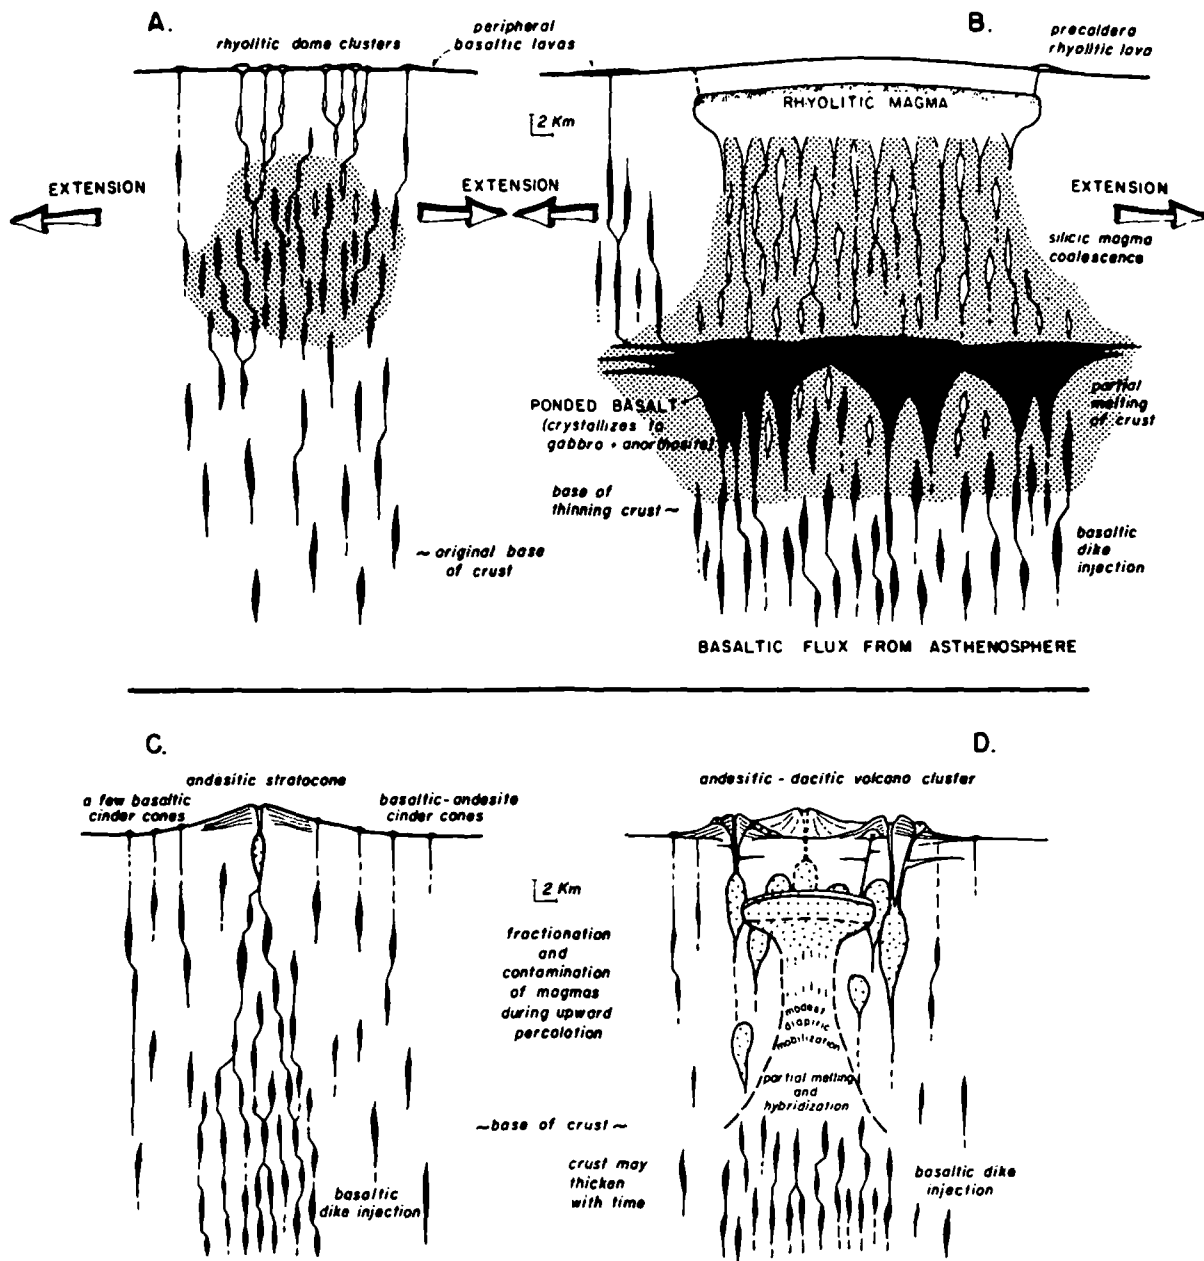 A.
rhyolitic dome clusters
peripheral
basaltic lavas
EXTENSION
EXTENSION
~original base
of crust
B.
precaldera
rhyolitic lava
RHYOLITIC MAGMA
2 Km
EXTENSION
silicic magma
coalescence
PONDED BASALT
(crystallizes to
gabbro + anorthosite)
partial
melting
of crust
base of
thinning crust ~
basaltic
dike
injection
BASALTIC FLUX FROM ASTHENOSPHERE
C.
andesitic stratocone
a few basaltic
cinder cones
basaltic-andesite
cinder cones
2 Km
fractionation
and
contamination
of magmas
during upward
percolation
~base of crust~
crust may
thicken
with time
basaltic
dike injection
D.
andesitic - dacitic volcano cluster
modest
diapiric
mobilization
partial melting
and
hybridization
basaltic dike
injection